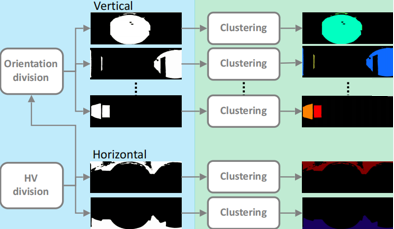 Vertical
Orientation
division
Clustering
Clustering
Clustering
Horizontal
HV
division
Clustering
Clustering